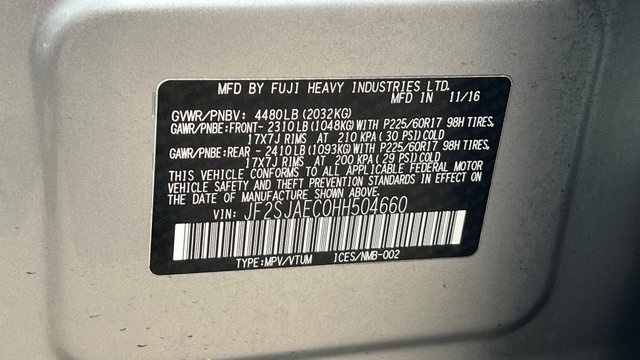 MFD BY FUJI HEAVY INDUSTRIES LTD.
MFD IN 11/16
GVWR/PNBV: 4480LB (2032KG)
GAWR/PNBE:FRONT- 2310LB (1048KG) WITH P225/60R17 98H TIRES,
17X7J RIMS AT 210 KPA (30 PSI) COLD
GAWR/PNBE:REAR - 2410LB (1093KG) WITH P225/60R17 98H TIRES,
17X7J RIMS AT 200 KPA (29 PSI) COLD
THIS VEHICLE CONFORMS TO ALL APPLICABLE FEDERAL MOTOR
VEHICLE SAFETY AND THEFT PREVENTION STANDARDS IN EFFECT ON
THE DATE OF MANUFACTURE SHOWN ABOVE.
VIN: JF2SJAEC0HH504660
TYPE:MPV/VTUM ICES/NMB-002